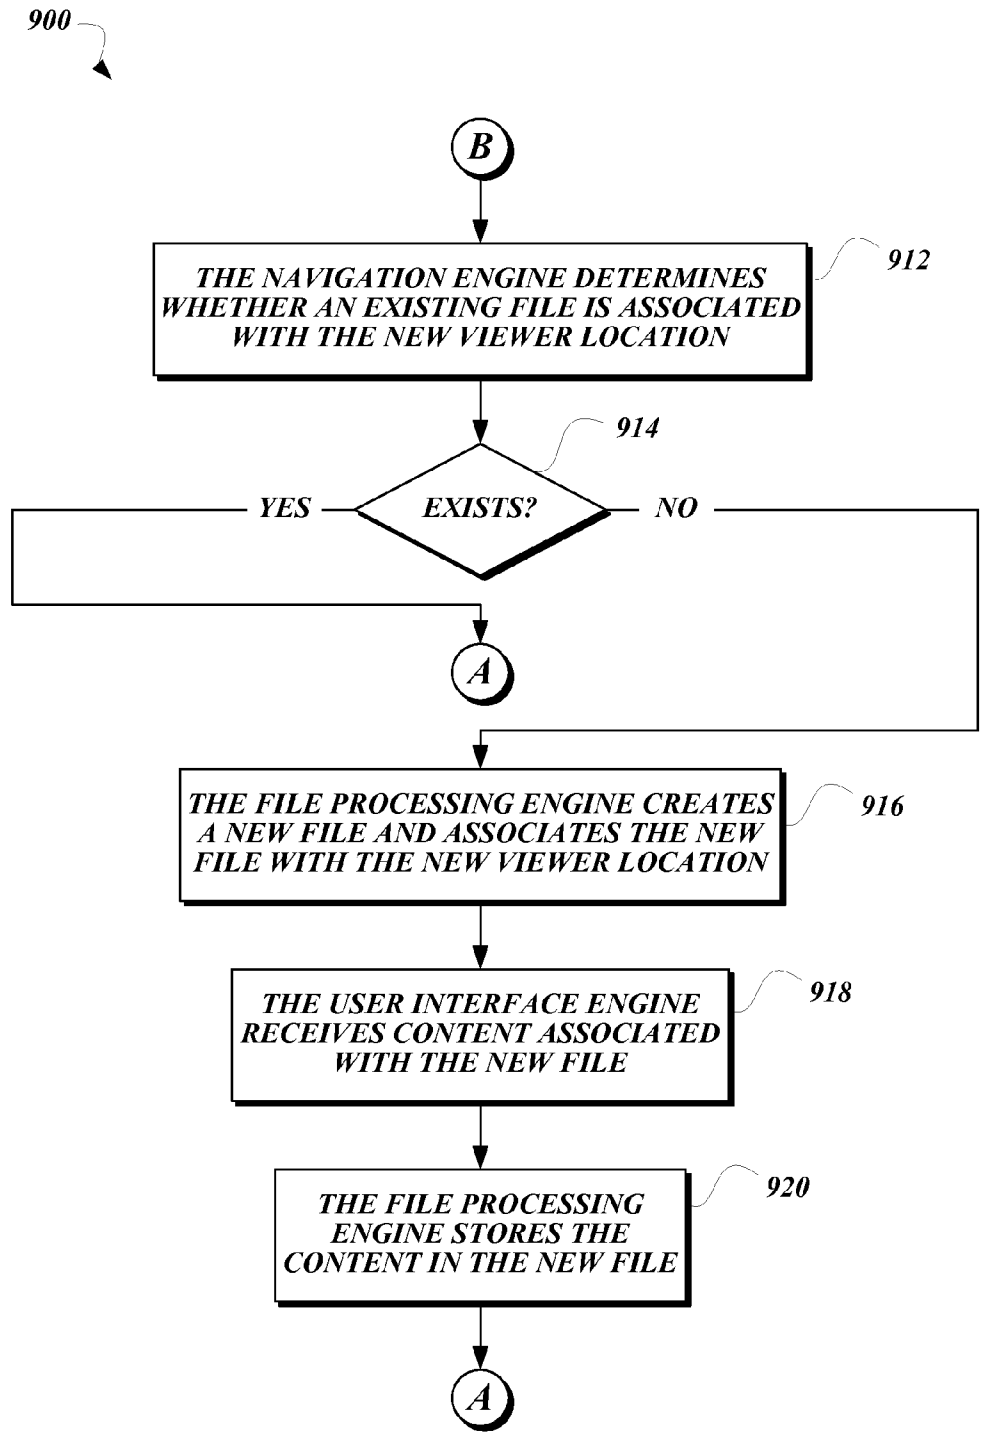 900
B
THE NAVIGATION ENGINE DETERMINES
WHETHER AN EXISTING FILE IS ASSOCIATED
WITH THE NEW VIEWER LOCATION
912
914
EXISTS?
YES
NO
A
THE FILE PROCESSING ENGINE CREATES
A NEW FILE AND ASSOCIATES THE NEW
FILE WITH THE NEW VIEWER LOCATION
916
THE USER INTERFACE ENGINE
RECEIVES CONTENT ASSOCIATED
WITH THE NEW FILE
918
THE FILE PROCESSING
ENGINE STORES THE
CONTENT IN THE NEW FILE
920
A